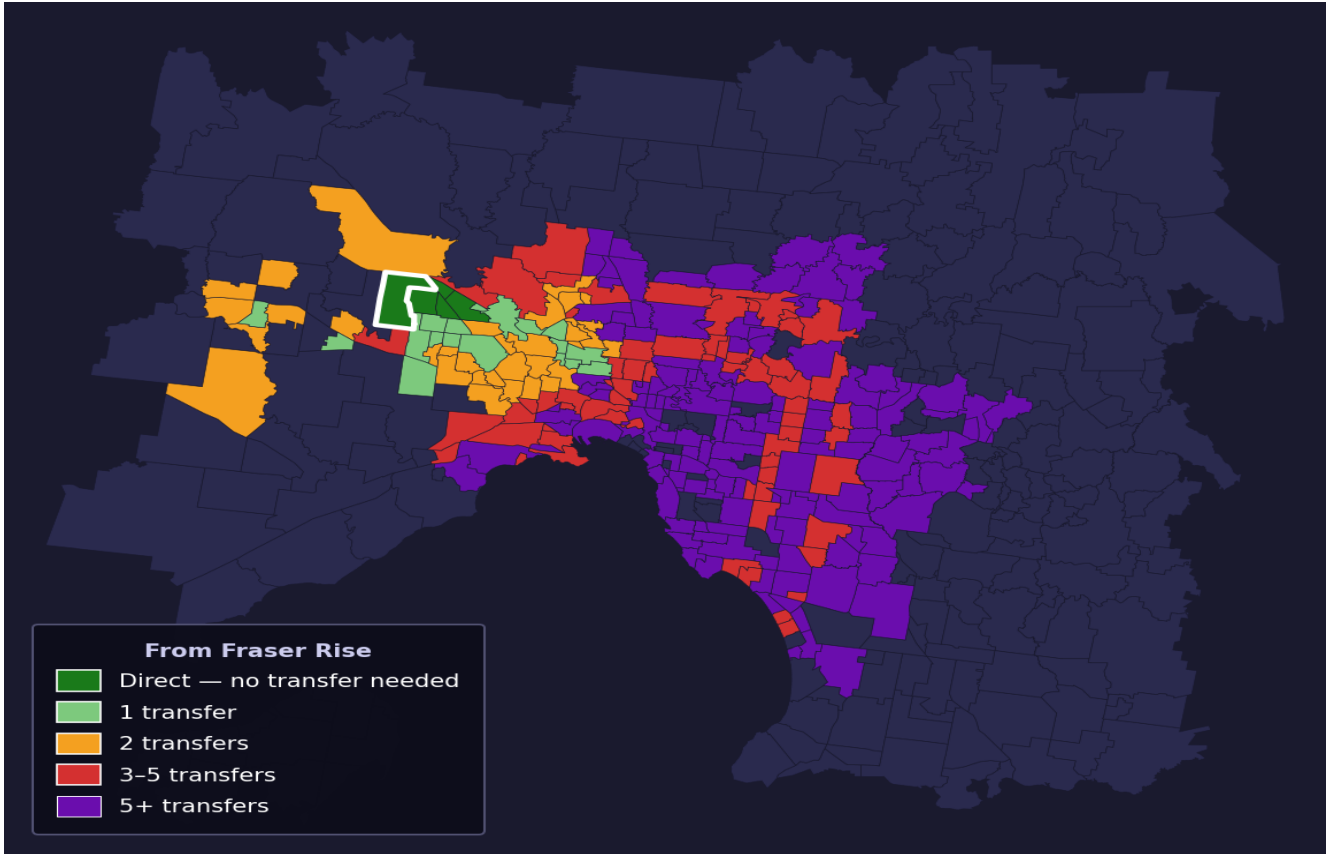 From Fraser Rise
Direct — no transfer needed
1 transfer
2 transfers
3–5 transfers
5+ transfers